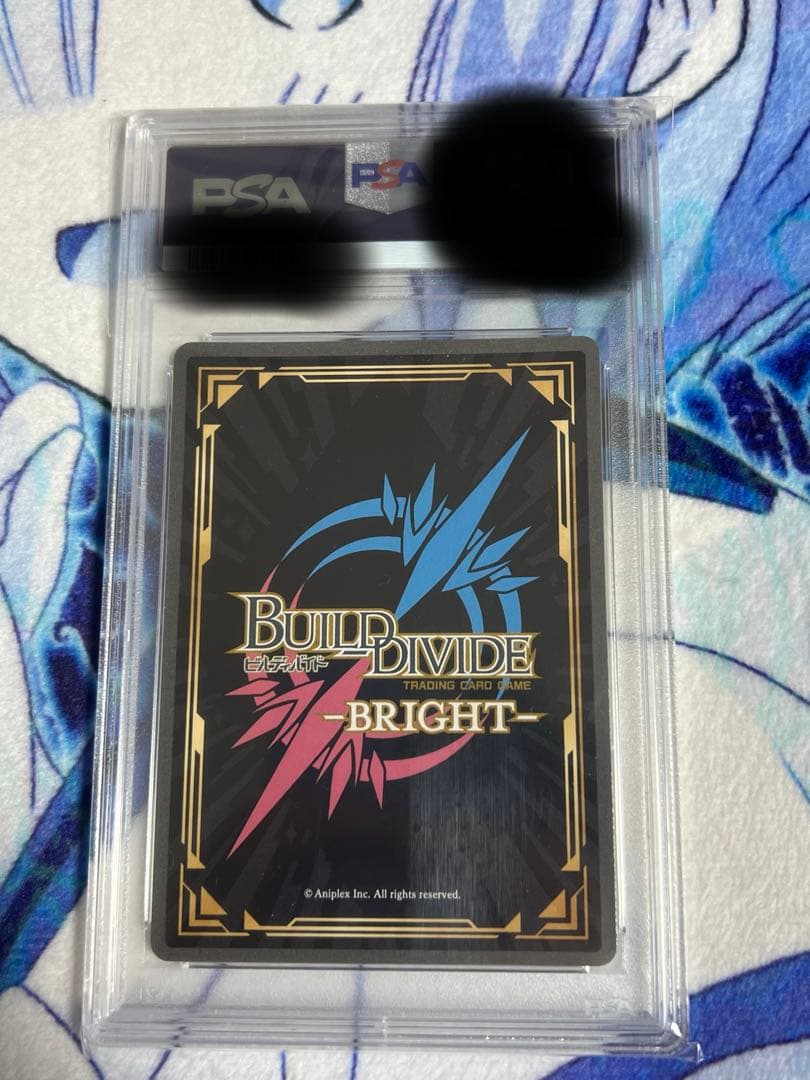 PSA
PSA
BUILD DIVIDE
ビルディバイド
TRADING CARD GAME
-BRIGHT-
© Aniplex Inc. All rights reserved.
PSA